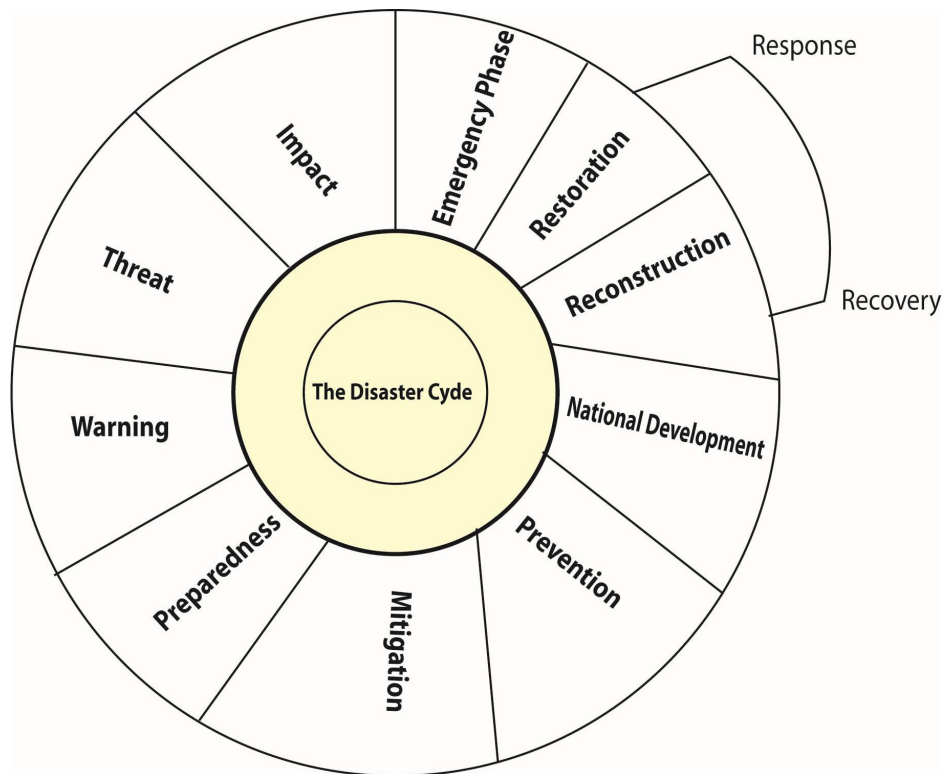 Response
Emergency Phase
Impact
Restoration
Reconstruction
Threat
Recovery
The Disaster Cyde
National Development
Warning
Prevention
Preparedness
Mitigation